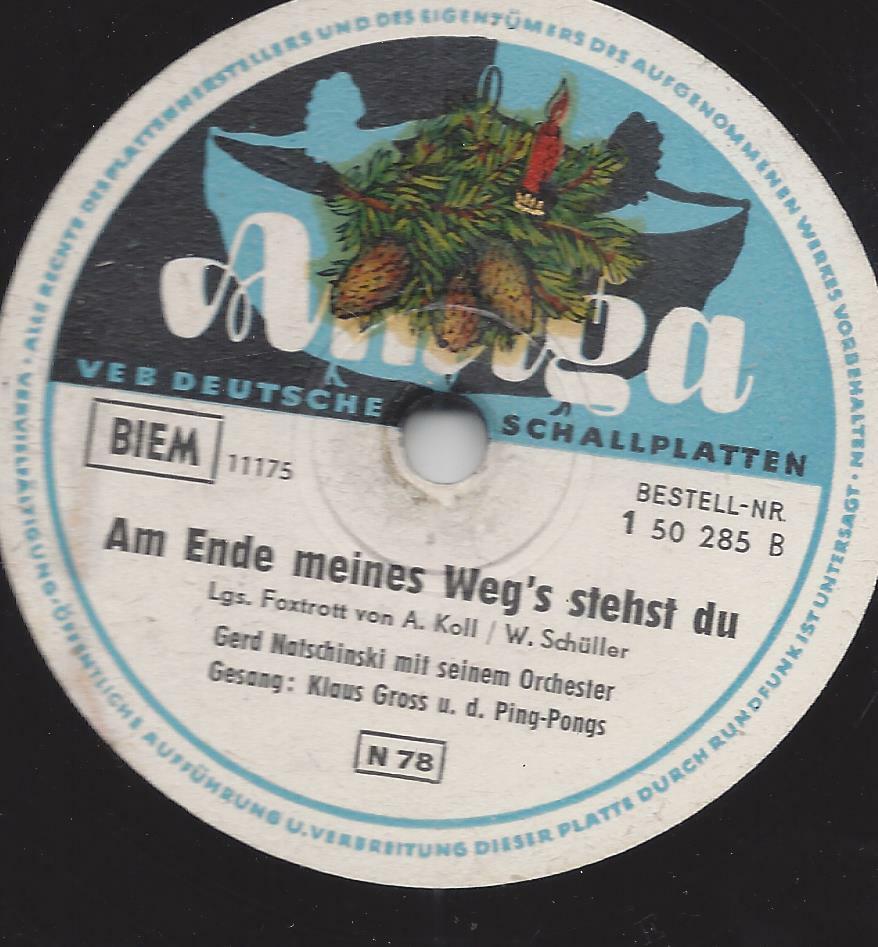 ALLE RECHTE DES PLATTENHERSTELLERS UND DES EIGENTÜMERS DES AUFGENOMMENEN WERKES VORBEHALTEN · VERVIELFÄLTIGUNG · ÖFFENTLICHE AUFFÜHRUNG U. VERBREITUNG DIESER PLATTE DURCH RUNDFUNK IST UNTERSAGT ·
Amiga
VEB DEUTSCHE SCHALLPLATTEN
BIEM 11175
BESTELL-NR.
1 50 285 B
Am Ende meines Weg's stehst du
Lgs. Foxtrott von A. Koll / W. Schüller
Gerd Natschinski mit seinem Orchester
Gesang: Klaus Gross u. d. Ping-Pongs
N 78